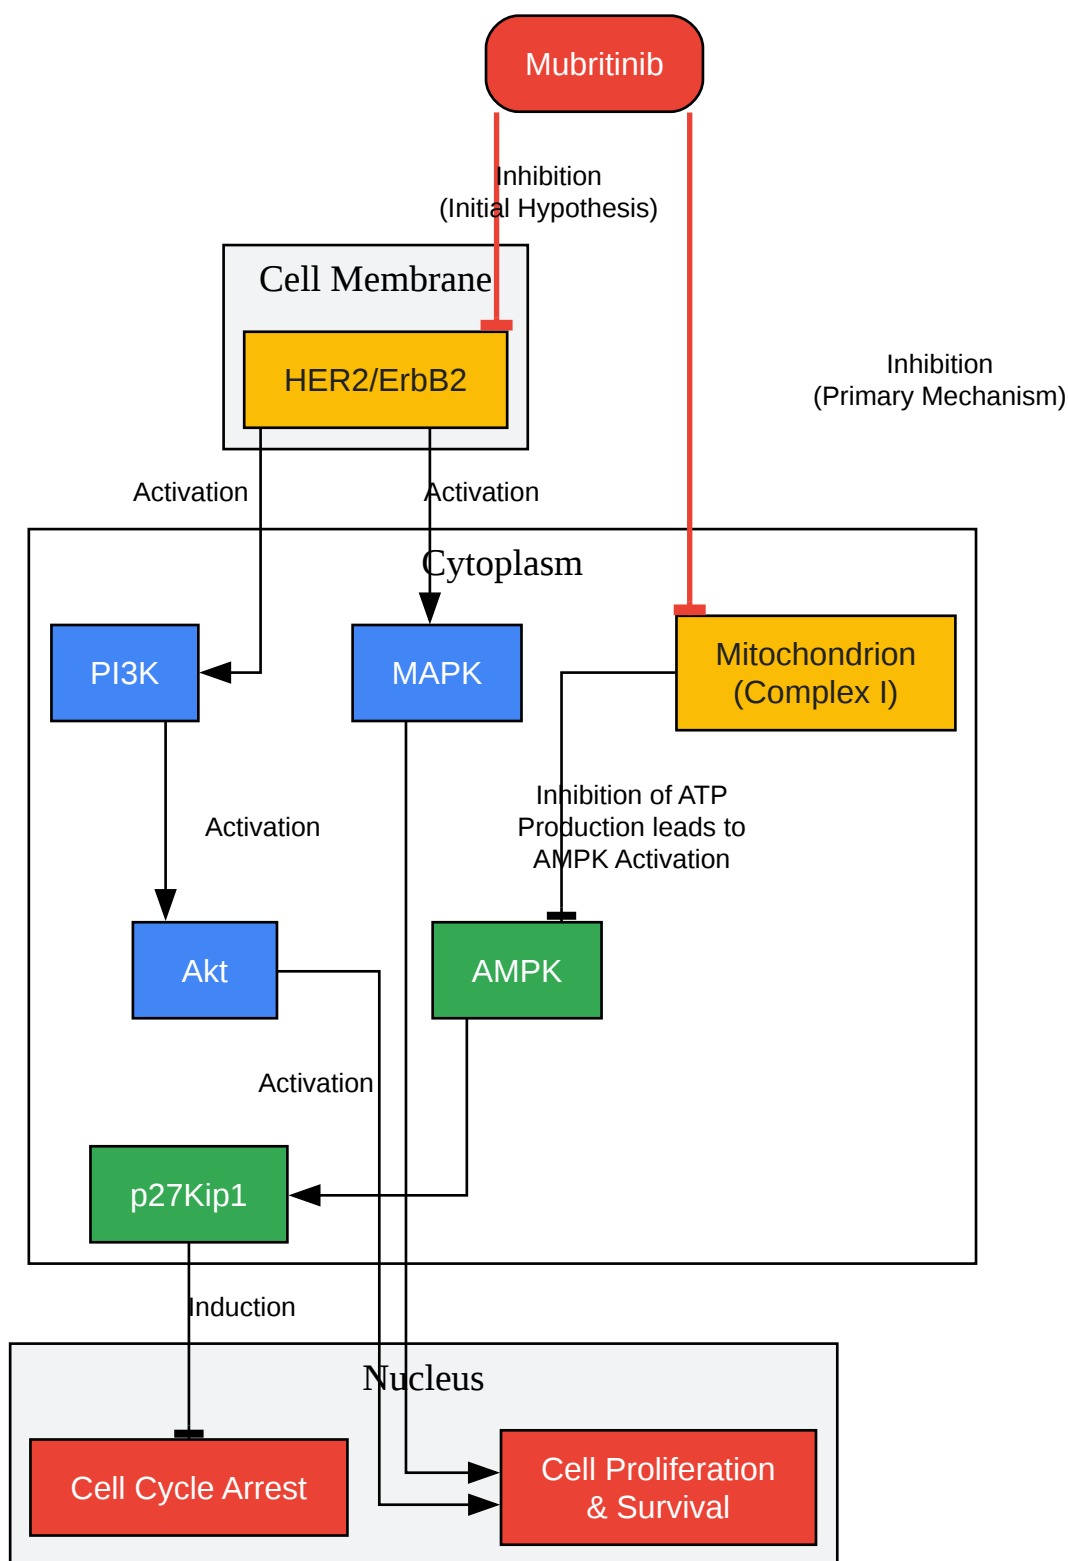 Mubritinib
Inhibition
(Initial Hypothesis)
Cell Membrane
HER2/ErbB2
Inhibition
(Primary Mechanism)
Activation
Activation
Cytoplasm
PI3K
MAPK
Mitochondrion
(Complex I)
Inhibition of ATP
Production leads to
AMPK Activation
Activation
Akt
AMPK
Activation
p27Kip1
Induction
Nucleus
Cell Cycle Arrest
Cell Proliferation
& Survival